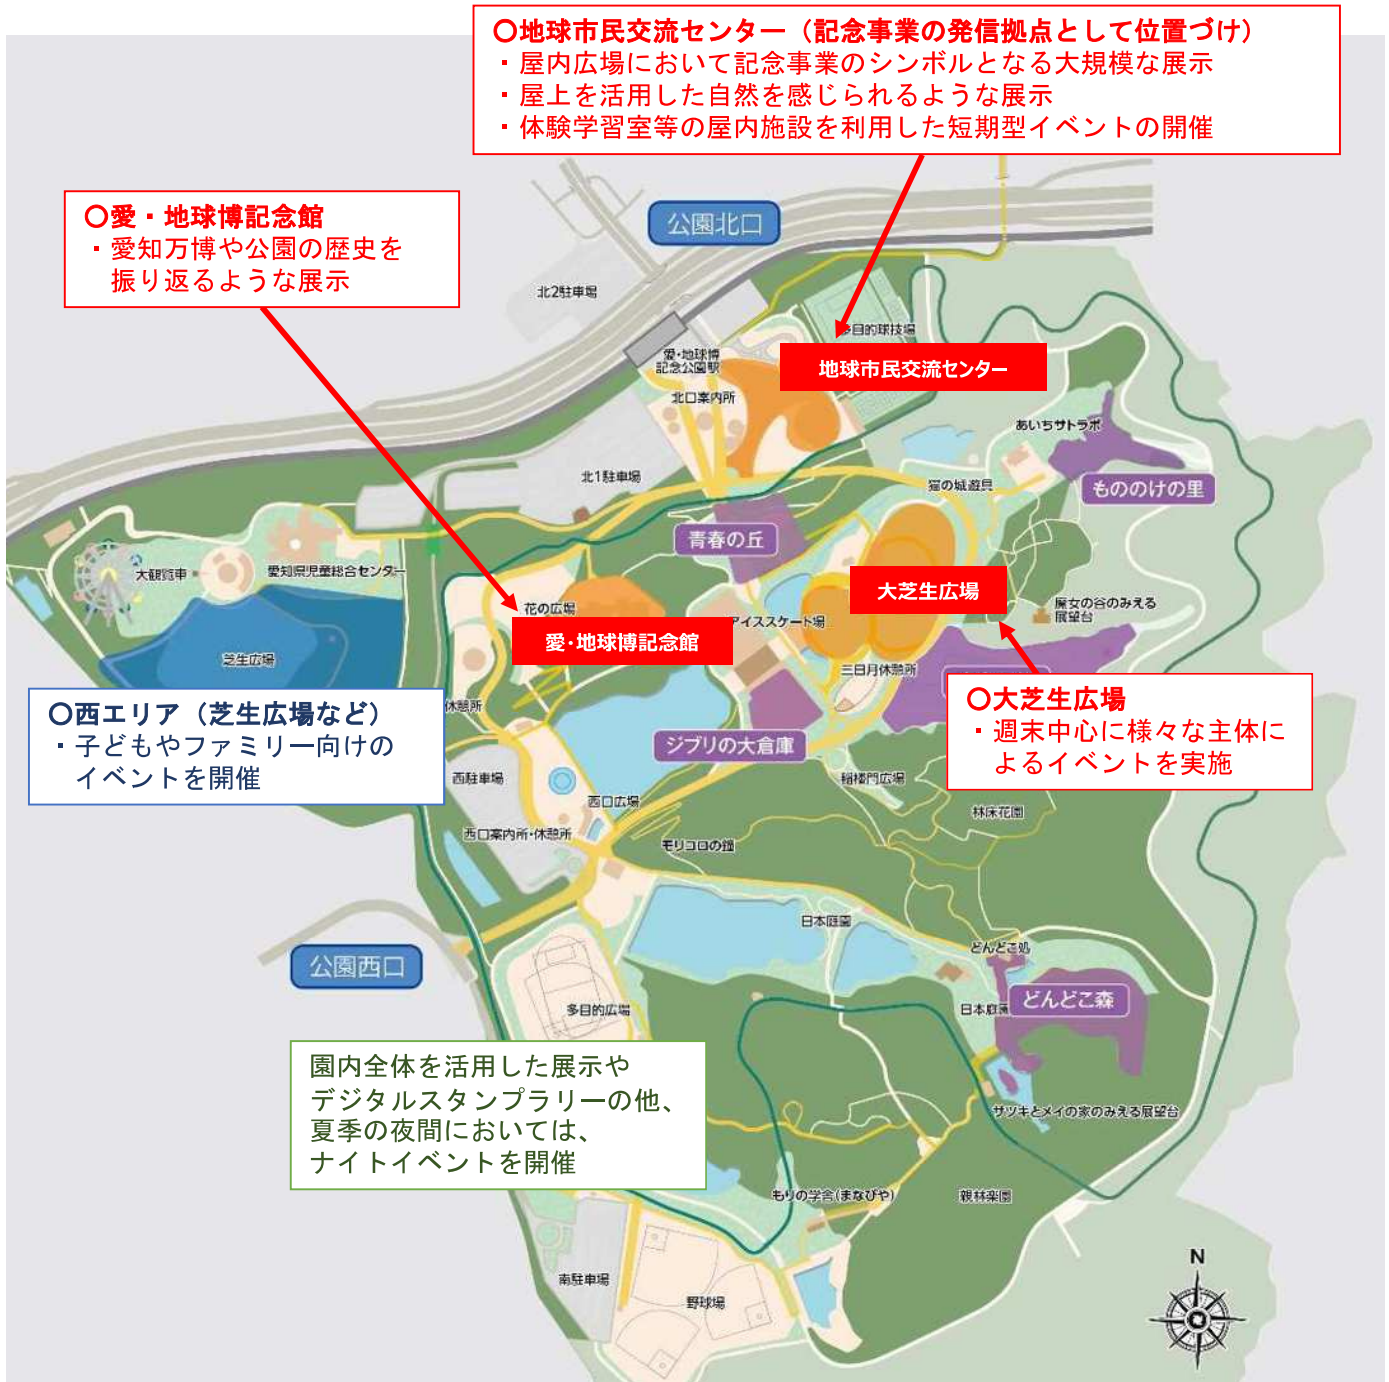 〇地球市民交流センター（記念事業の発信拠点として位置づけ）
・屋内広場において記念事業のシンボルとなる大規模な展示
・屋上を活用した自然を感じられるような展示
・体験学習室等の屋内施設を利用した短期型イベントの開催
〇愛・地球博記念館
・愛知万博や公園の歴史を
振り返るような展示
公園北口
北2駐車場
多目的球技場
愛・地球博
記念公園駅
地球市民交流センター
北口案内所
あいちサトラボ
北1駐車場
猫の城遊具
もののけの里
青春の丘
大観覧車
愛知県児童総合センター
大芝生広場
花の広場
魔女の谷のみえる
展望台
アイススケート場
愛・地球博記念館
芝生広場
三日月休憩所
〇西エリア（芝生広場など）
・子どもやファミリー向けの
イベントを開催
休憩所
〇大芝生広場
・週末中心に様々な主体に
よるイベントを実施
ジブリの大倉庫
西駐車場
稲楼門広場
西口広場
林床花園
西口案内所・休憩所
モリコロの鐘
日本庭園
どんどこ処
公園西口
どんどこ森
日本庭園
多目的広場
園内全体を活用した展示や
デジタルスタンプラリーの他、
夏季の夜間においては、
ナイトイベントを開催
サツキとメイの家のみえる展望台
もりの学舎(まなびや)
親林楽園
N
南駐車場
野球場